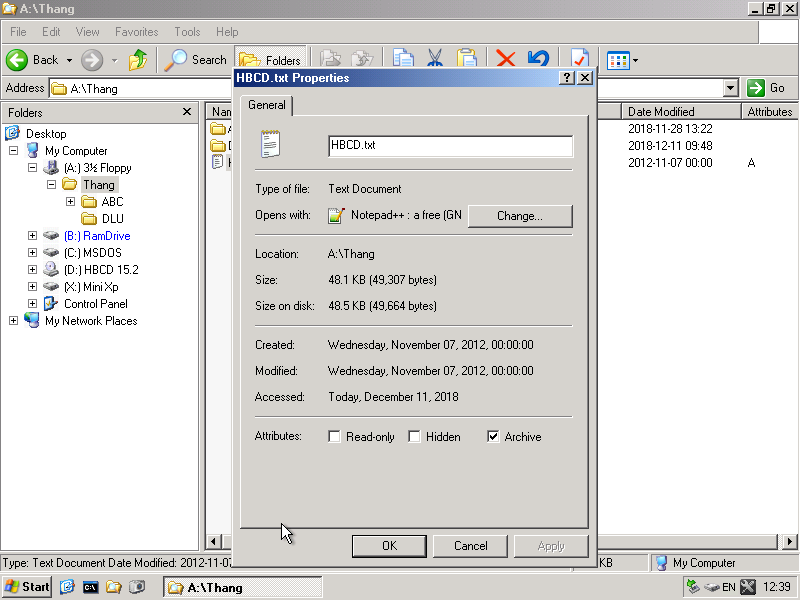 A:\Thang
File Edit View Favorites Tools Help
Back Search Folders
Address A:\Thang Go
Folders
Desktop
My Computer
(A:) 3½ Floppy
Thang
ABC
DLU
(B:) RamDrive
(C:) MSDOS
(D:) HBCD 15.2
(X:) Mini Xp
Control Panel
My Network Places
Date Modified Attributes
2018-11-28 13:22
2018-12-11 09:48
2012-11-07 00:00 A
HBCD.txt Properties
General
HBCD.txt
Type of file: Text Document
Opens with: Notepad++ : a free (GN Change...
Location: A:\Thang
Size: 48.1 KB (49,307 bytes)
Size on disk: 48.5 KB (49,664 bytes)
Created: Wednesday, November 07, 2012, 00:00:00
Modified: Wednesday, November 07, 2012, 00:00:00
Accessed: Today, December 11, 2018
Attributes: Read-only Hidden Archive
OK Cancel Apply
Type: Text Document Date Modified: 2012-11-07 KB My Computer
Start A:\Thang EN 12:39